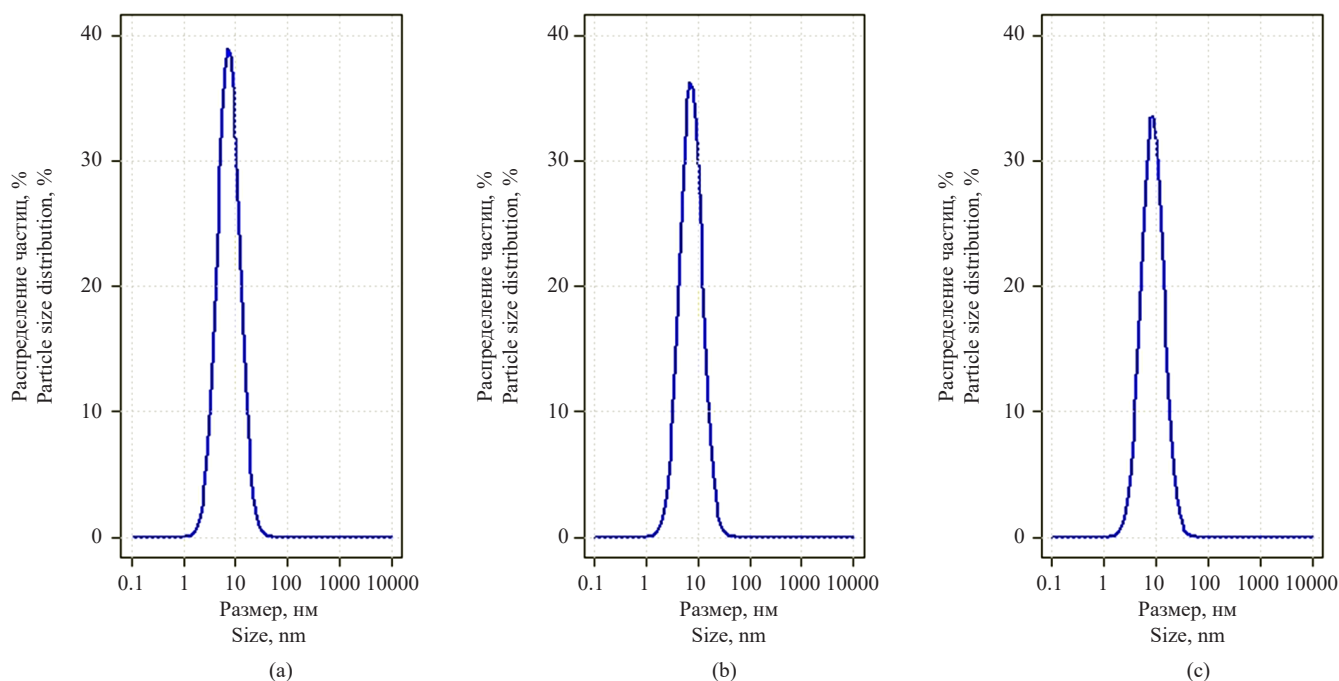 40
30
20
10
0
Распределение частиц, %
Particle size distribution, %
0.1 1 10 100 1000 10000
Размер, нм
Size, nm
(a)
40
30
20
10
0
Распределение частиц, %
Particle size distribution, %
0.1 1 10 100 1000 10000
Размер, нм
Size, nm
(b)
40
30
20
10
0
Распределение частиц, %
Particle size distribution, %
0.1 1 10 100 1000 10000
Размер, нм
Size, nm
(c)